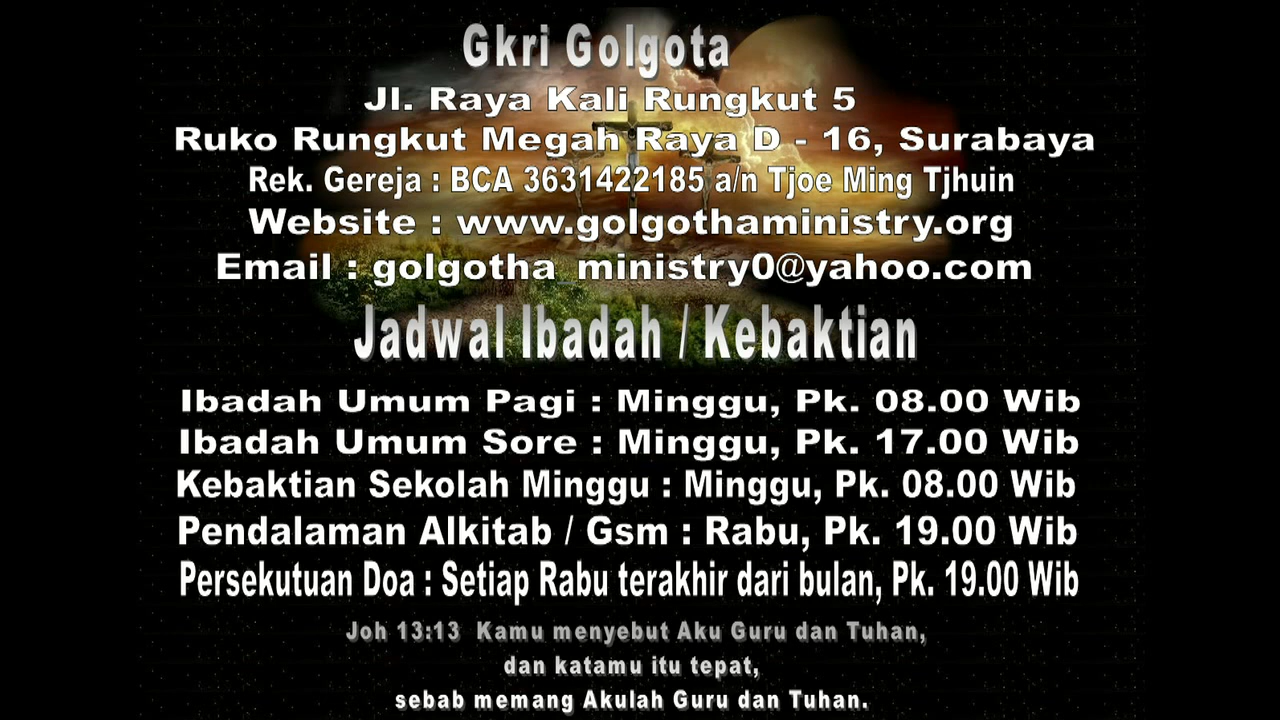 Gkri Golgota
Jl. Raya Kali Rungkut 5
Ruko Rungkut Megah Raya D - 16, Surabaya
Rek. Gereja : BCA 3631422185 a/n Tjoe Ming Tjhuin
Website : www.golgothaministry.org
Email : golgotha_ministry0@yahoo.com
Jadwal Ibadah / Kebaktian
Ibadah Umum Pagi : Minggu, Pk. 08.00 Wib
Ibadah Umum Sore : Minggu, Pk. 17.00 Wib
Kebaktian Sekolah Minggu : Minggu, Pk. 08.00 Wib
Pendalaman Alkitab / Gsm : Rabu, Pk. 19.00 Wib
Persekutuan Doa : Setiap Rabu terakhir dari bulan, Pk. 19.00 Wib
Joh 13:13 Kamu menyebut Aku Guru dan Tuhan,
dan katamu itu tepat,
sebab memang Akulah Guru dan Tuhan.